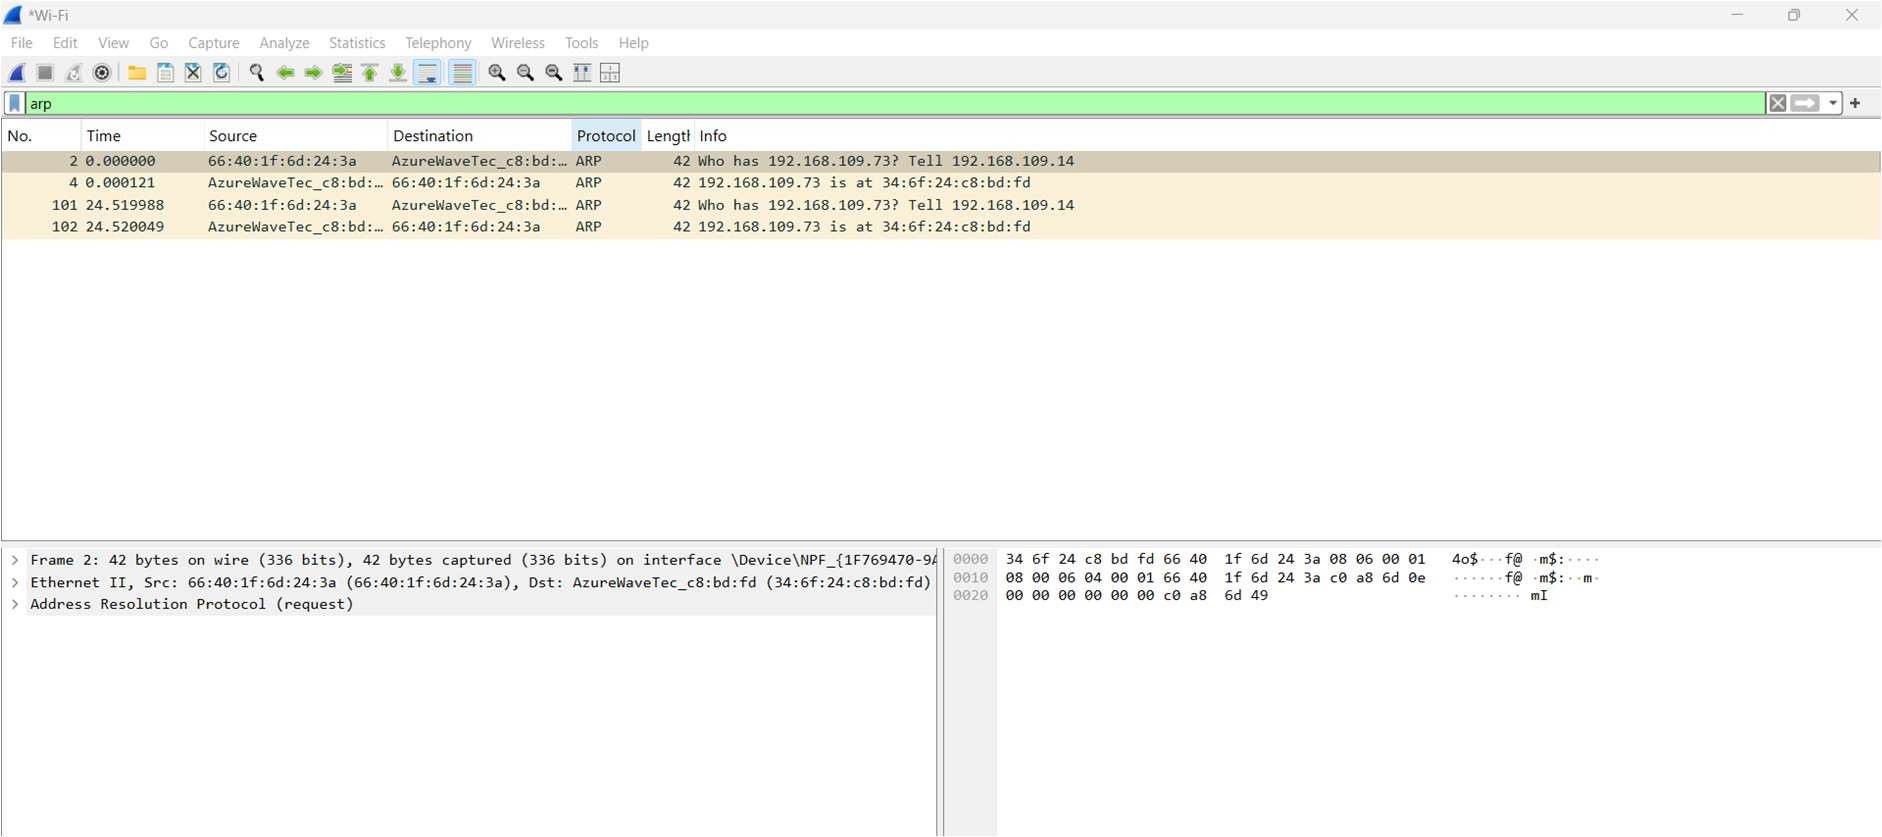 *Wi-Fi
File Edit View Go Capture Analyze Statistics Telephony Wireless Tools Help
arp
No. Time Source Destination Protocol Lengtl Info
2 0.000000 66:40:1f:6d:24:3a AzureWaveTec_c8:bd:… ARP 42 Who has 192.168.109.73? Tell 192.168.109.14
4 0.000121 AzureWaveTec_c8:bd:… 66:40:1f:6d:24:3a ARP 42 192.168.109.73 is at 34:6f:24:c8:bd:fd
101 24.519988 66:40:1f:6d:24:3a AzureWaveTec_c8:bd:… ARP 42 Who has 192.168.109.73? Tell 192.168.109.14
102 24.520049 AzureWaveTec_c8:bd:… 66:40:1f:6d:24:3a ARP 42 192.168.109.73 is at 34:6f:24:c8:bd:fd
Frame 2: 42 bytes on wire (336 bits), 42 bytes captured (336 bits) on interface \Device\NPF_{1F769470-9A
Ethernet II, Src: 66:40:1f:6d:24:3a (66:40:1f:6d:24:3a), Dst: AzureWaveTec_c8:bd:fd (34:6f:24:c8:bd:fd)
Address Resolution Protocol (request)
0000 34 6f 24 c8 bd fd 66 40 1f 6d 24 3a 08 06 00 01 4o$···f@ ·m$:····
0010 08 00 06 04 00 01 66 40 1f 6d 24 3a c0 a8 6d 0e ······f@ ·m$:··m·
0020 00 00 00 00 00 00 c0 a8 6d 49 ········ mI